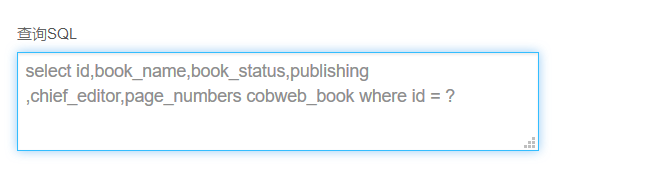 查询SQL
select id,book_name,book_status,publishing
,chief_editor,page_numbers cobweb_book where id = ?